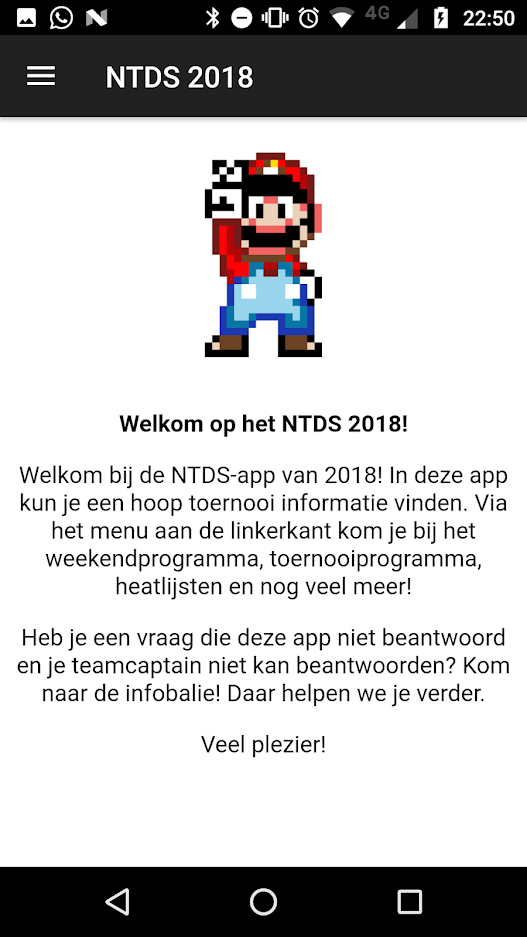 4G 22:50
NTDS 2018
Welkom op het NTDS 2018!
Welkom bij de NTDS-app van 2018! In deze app
kun je een hoop toernooi informatie vinden. Via
het menu aan de linkerkant kom je bij het
weekendprogramma, toernooiprogramma,
heatlijsten en nog veel meer!
Heb je een vraag die deze app niet beantwoord
en je teamcaptain niet kan beantwoorden? Kom
naar de infobalie! Daar helpen we je verder.
Veel plezier!